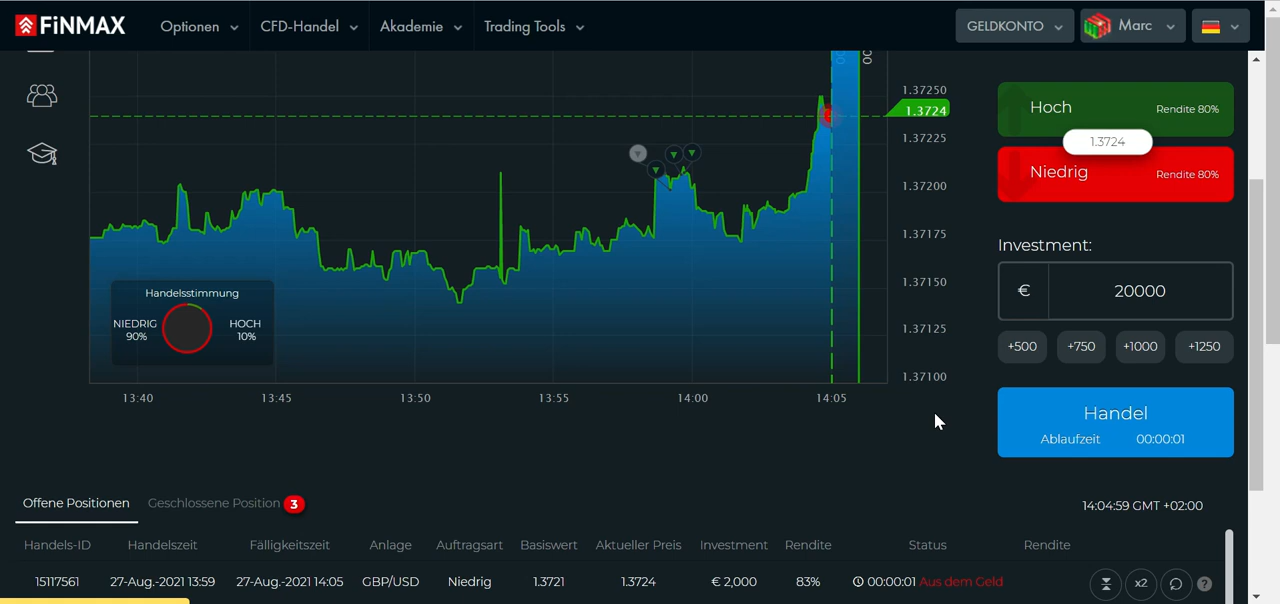 FiNMAX Optionen CFD-Handel Akademie Trading Tools GELDKONTO Marc
1.37250
1.3724
1.37225
1.37200
1.37175
1.37150
1.37125
1.37100
Handelsstimmung
NIEDRIG HOCH
90% 10%
13:40 13:45 13:50 13:55 14:00 14:05
Hoch Rendite 80%
1.3724
Niedrig Rendite 80%
Investment:
€ 20000
+500 +750 +1000 +1250
Handel
Ablaufzeit 00:00:01
Offene Positionen Geschlossene Position 3 14:04:59 GMT +02:00
Handels-ID Handelszeit Fälligkeitszeit Anlage Auftragsart Basiswert Aktueller Preis Investment Rendite Status Rendite
15117561 27-Aug.-2021 13:59 27-Aug.-2021 14:05 GBP/USD Niedrig 1.3721 1.3724 € 2,000 83% 00:00:01 Aus dem Geld x2 ?